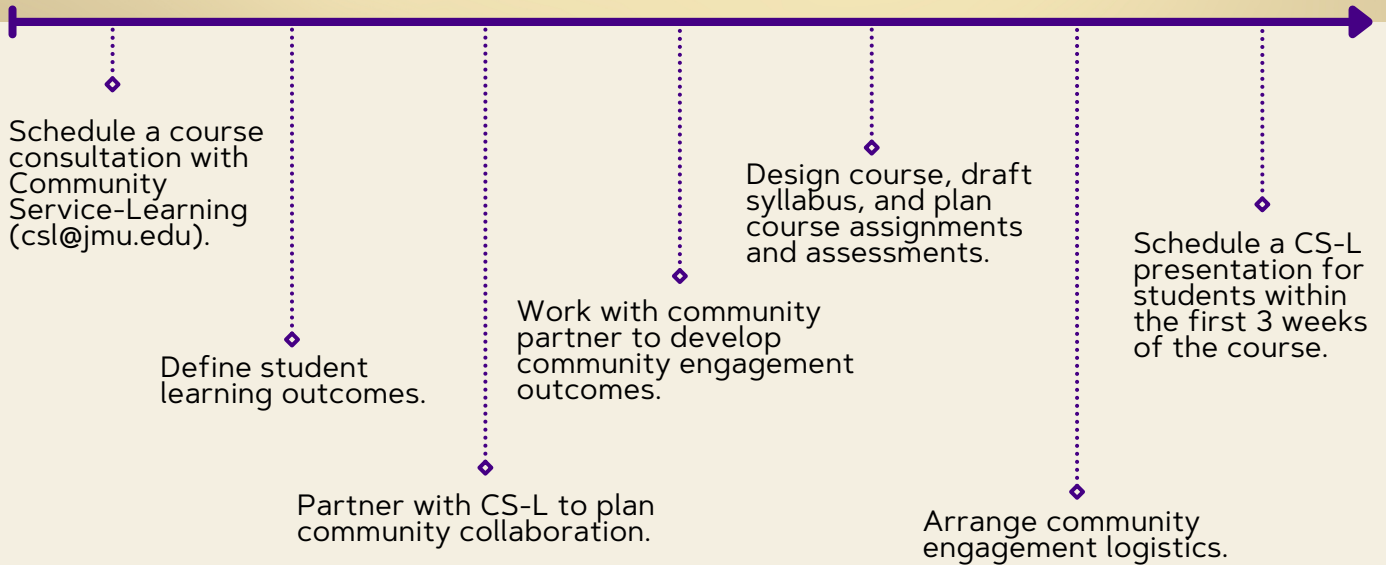 Schedule a course
consultation with
Community
Service-Learning
(csl@jmu.edu).
Define student
learning outcomes.
Partner with CS-L to plan
community collaboration.
Work with community
partner to develop
community engagement
outcomes.
Design course, draft
syllabus, and plan
course assignments
and assessments.
Arrange community
engagement logistics.
Schedule a CS-L
presentation for
students within
the first 3 weeks
of the course.